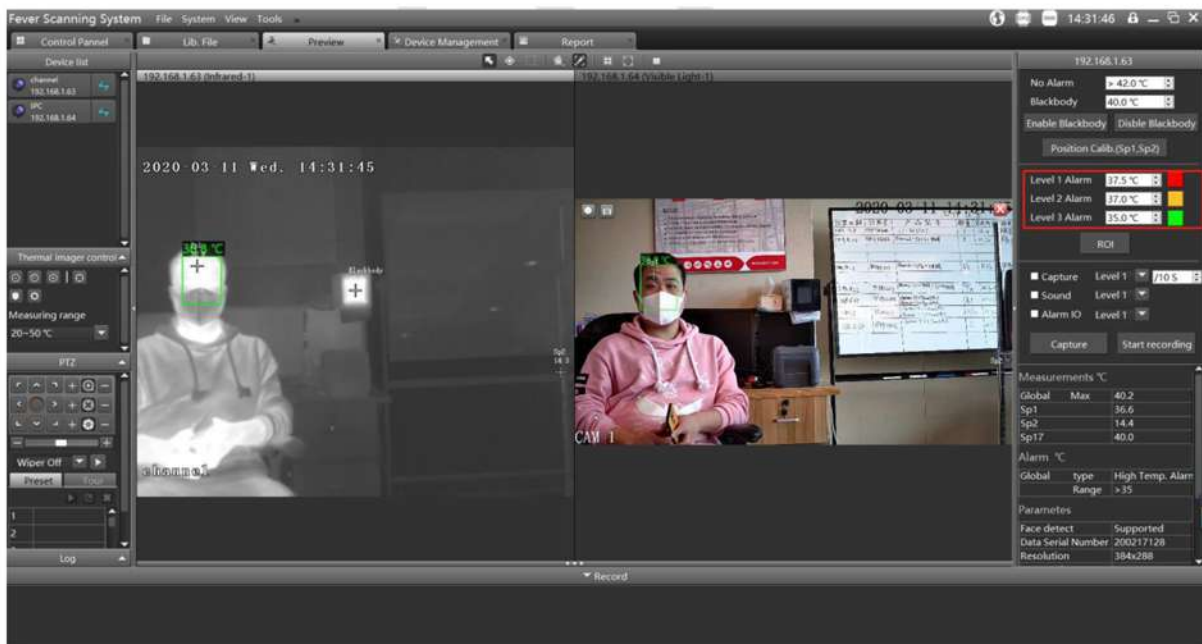 Fever Scanning System File System View Tools
14:31:46
Control Pannel
Lib. File
Preview
Device Management
Report
Device list
channel
192.168.1.63
IPC
192.168.1.64
Thermal imager control
Measuring range
20~50 ℃
PTZ
Wiper Off
Preset Tour
1
2
Log
192.168.1.63 (Infrared-1)
2020-03-11 Wed. 14:31:45
Blackbody
Sp2
channel
192.168.1.64 (Visible Light-1)
CAM 1
Record
192.168.1.63
No Alarm > 42.0 ℃
Blackbody 40.0 ℃
Enable Blackbody Disble Blackbody
Position Calib.(Sp1,Sp2)
Level 1 Alarm 37.5 ℃
Level 2 Alarm 37.0 ℃
Level 3 Alarm 35.0 ℃
ROI
Capture Level 1 /10 S
Sound Level 1
Alarm IO Level 1
Capture Start recording
Measurements ℃
Global Max 40.2
Sp1 36.6
Sp2 14.4
Sp17 40.0
Alarm ℃
Global type High Temp. Alarm
Range >35
Parametes
Face detect Supported
Data Serial Number 200217128
Resolution 384x288